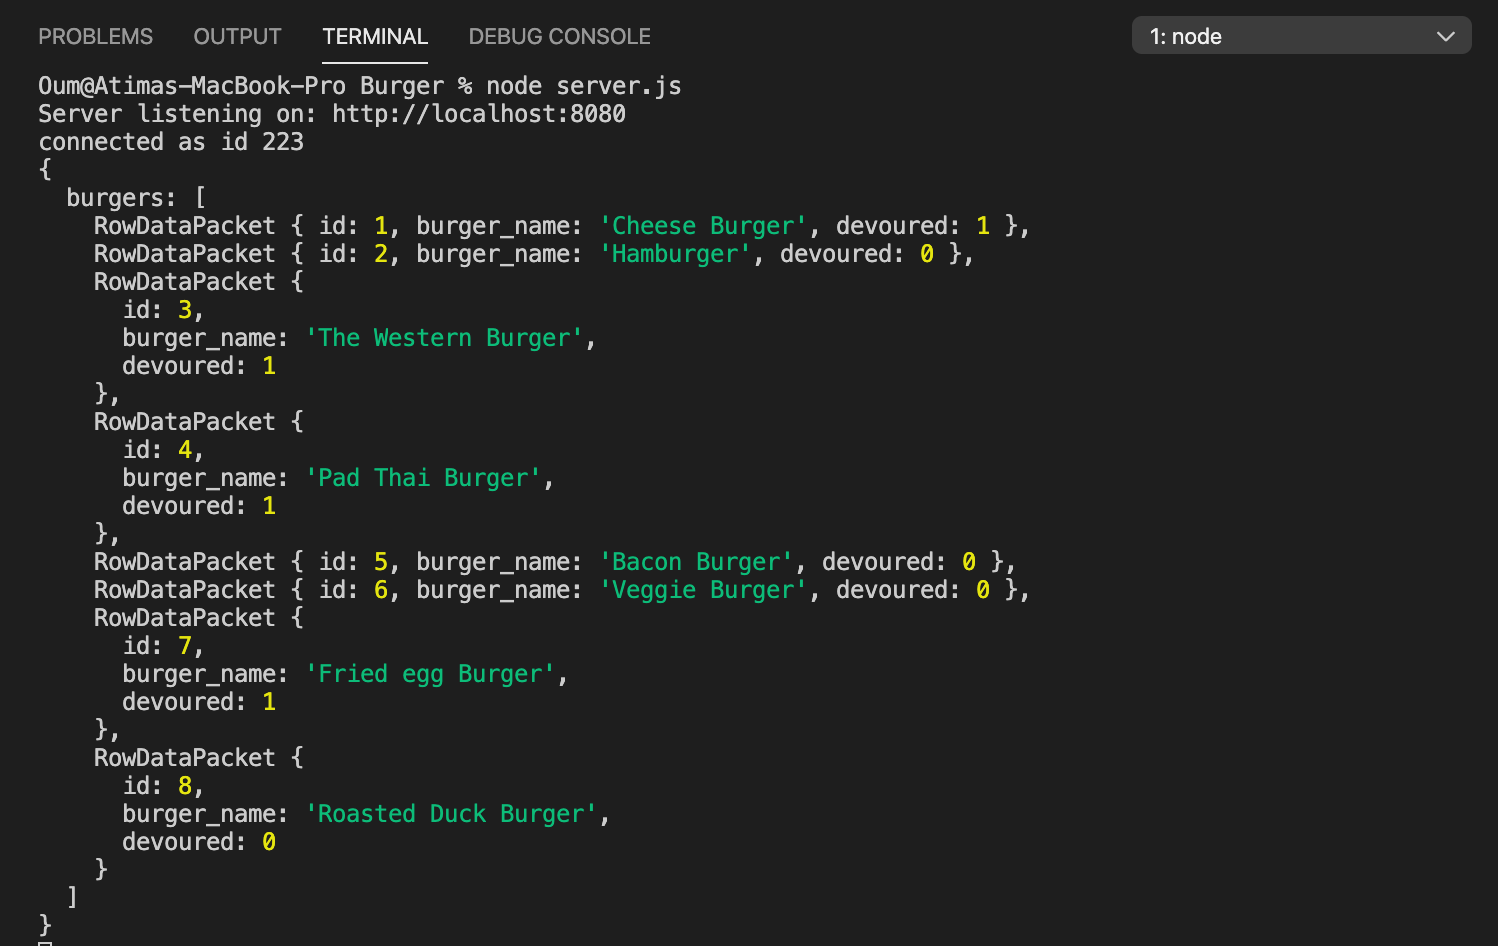 PROBLEMS OUTPUT TERMINAL DEBUG CONSOLE 1: node
Oum@Atimas-MacBook-Pro Burger % node server.js
Server listening on: http://localhost:8080
connected as id 223
{
  burgers: [
    RowDataPacket { id: 1, burger_name: 'Cheese Burger', devoured: 1 },
    RowDataPacket { id: 2, burger_name: 'Hamburger', devoured: 0 },
    RowDataPacket {
      id: 3,
      burger_name: 'The Western Burger',
      devoured: 1
    },
    RowDataPacket {
      id: 4,
      burger_name: 'Pad Thai Burger',
      devoured: 1
    },
    RowDataPacket { id: 5, burger_name: 'Bacon Burger', devoured: 0 },
    RowDataPacket { id: 6, burger_name: 'Veggie Burger', devoured: 0 },
    RowDataPacket {
      id: 7,
      burger_name: 'Fried egg Burger',
      devoured: 1
    },
    RowDataPacket {
      id: 8,
      burger_name: 'Roasted Duck Burger',
      devoured: 0
    }
  ]
}